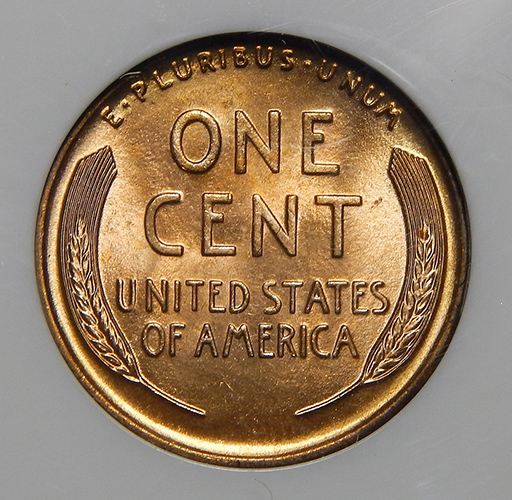 E·PLURIBUS·UNUM
ONE
CENT
UNITED STATES
OF AMERICA